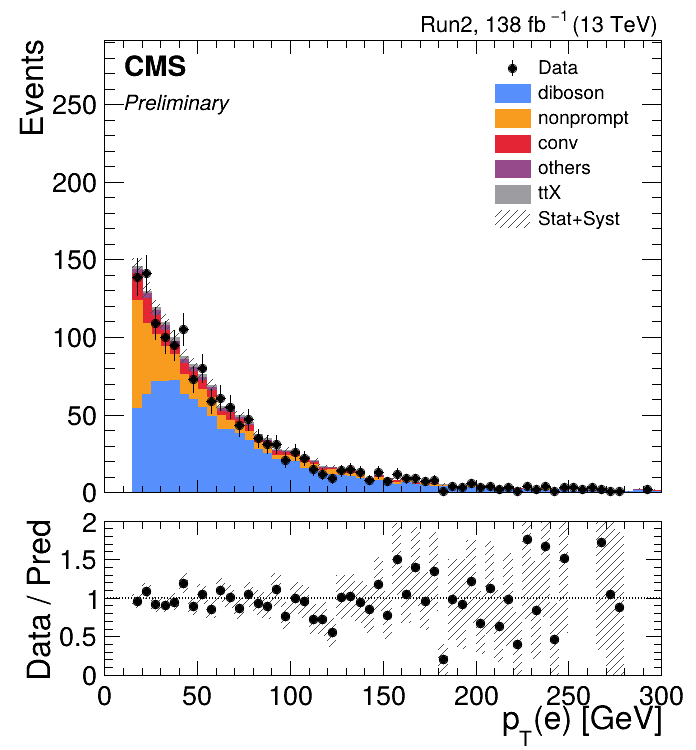 Run2, 138 fb⁻¹ (13 TeV)
CMS
Preliminary
Data
diboson
nonprompt
conv
others
ttX
Stat+Syst
Events
250
200
150
100
50
0
Data / Pred
2
1.5
1
0.5
0
0 50 100 150 200 250 300
p_T(e) [GeV]